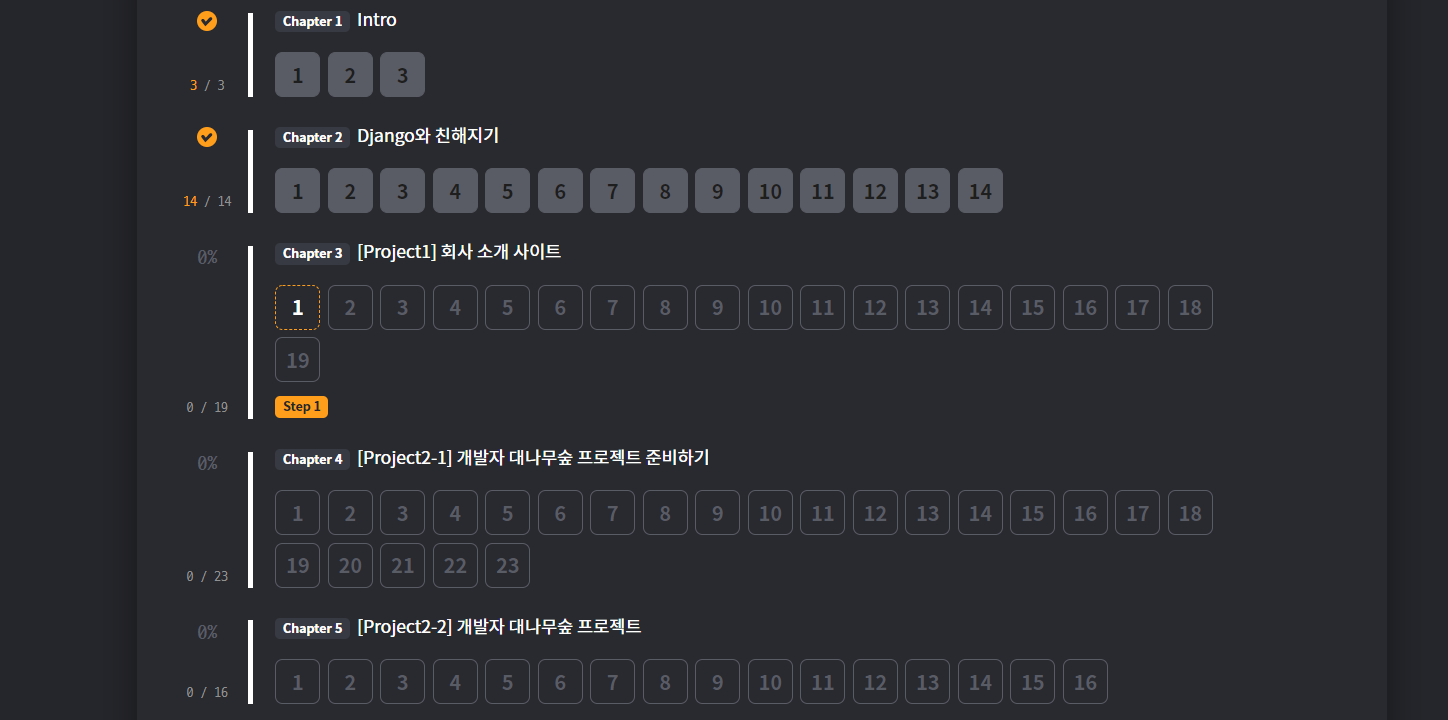 Chapter 1 Intro
1 2 3
3 / 3
Chapter 2 Django와 친해지기
1 2 3 4 5 6 7 8 9 10 11 12 13 14
14 / 14
0% Chapter 3 [Project1] 회사 소개 사이트
1 2 3 4 5 6 7 8 9 10 11 12 13 14 15 16 17 18
19
0 / 19 Step 1
0% Chapter 4 [Project2-1] 개발자 대나무숲 프로젝트 준비하기
1 2 3 4 5 6 7 8 9 10 11 12 13 14 15 16 17 18
19 20 21 22 23
0 / 23
0% Chapter 5 [Project2-2] 개발자 대나무숲 프로젝트
1 2 3 4 5 6 7 8 9 10 11 12 13 14 15 16
0 / 16